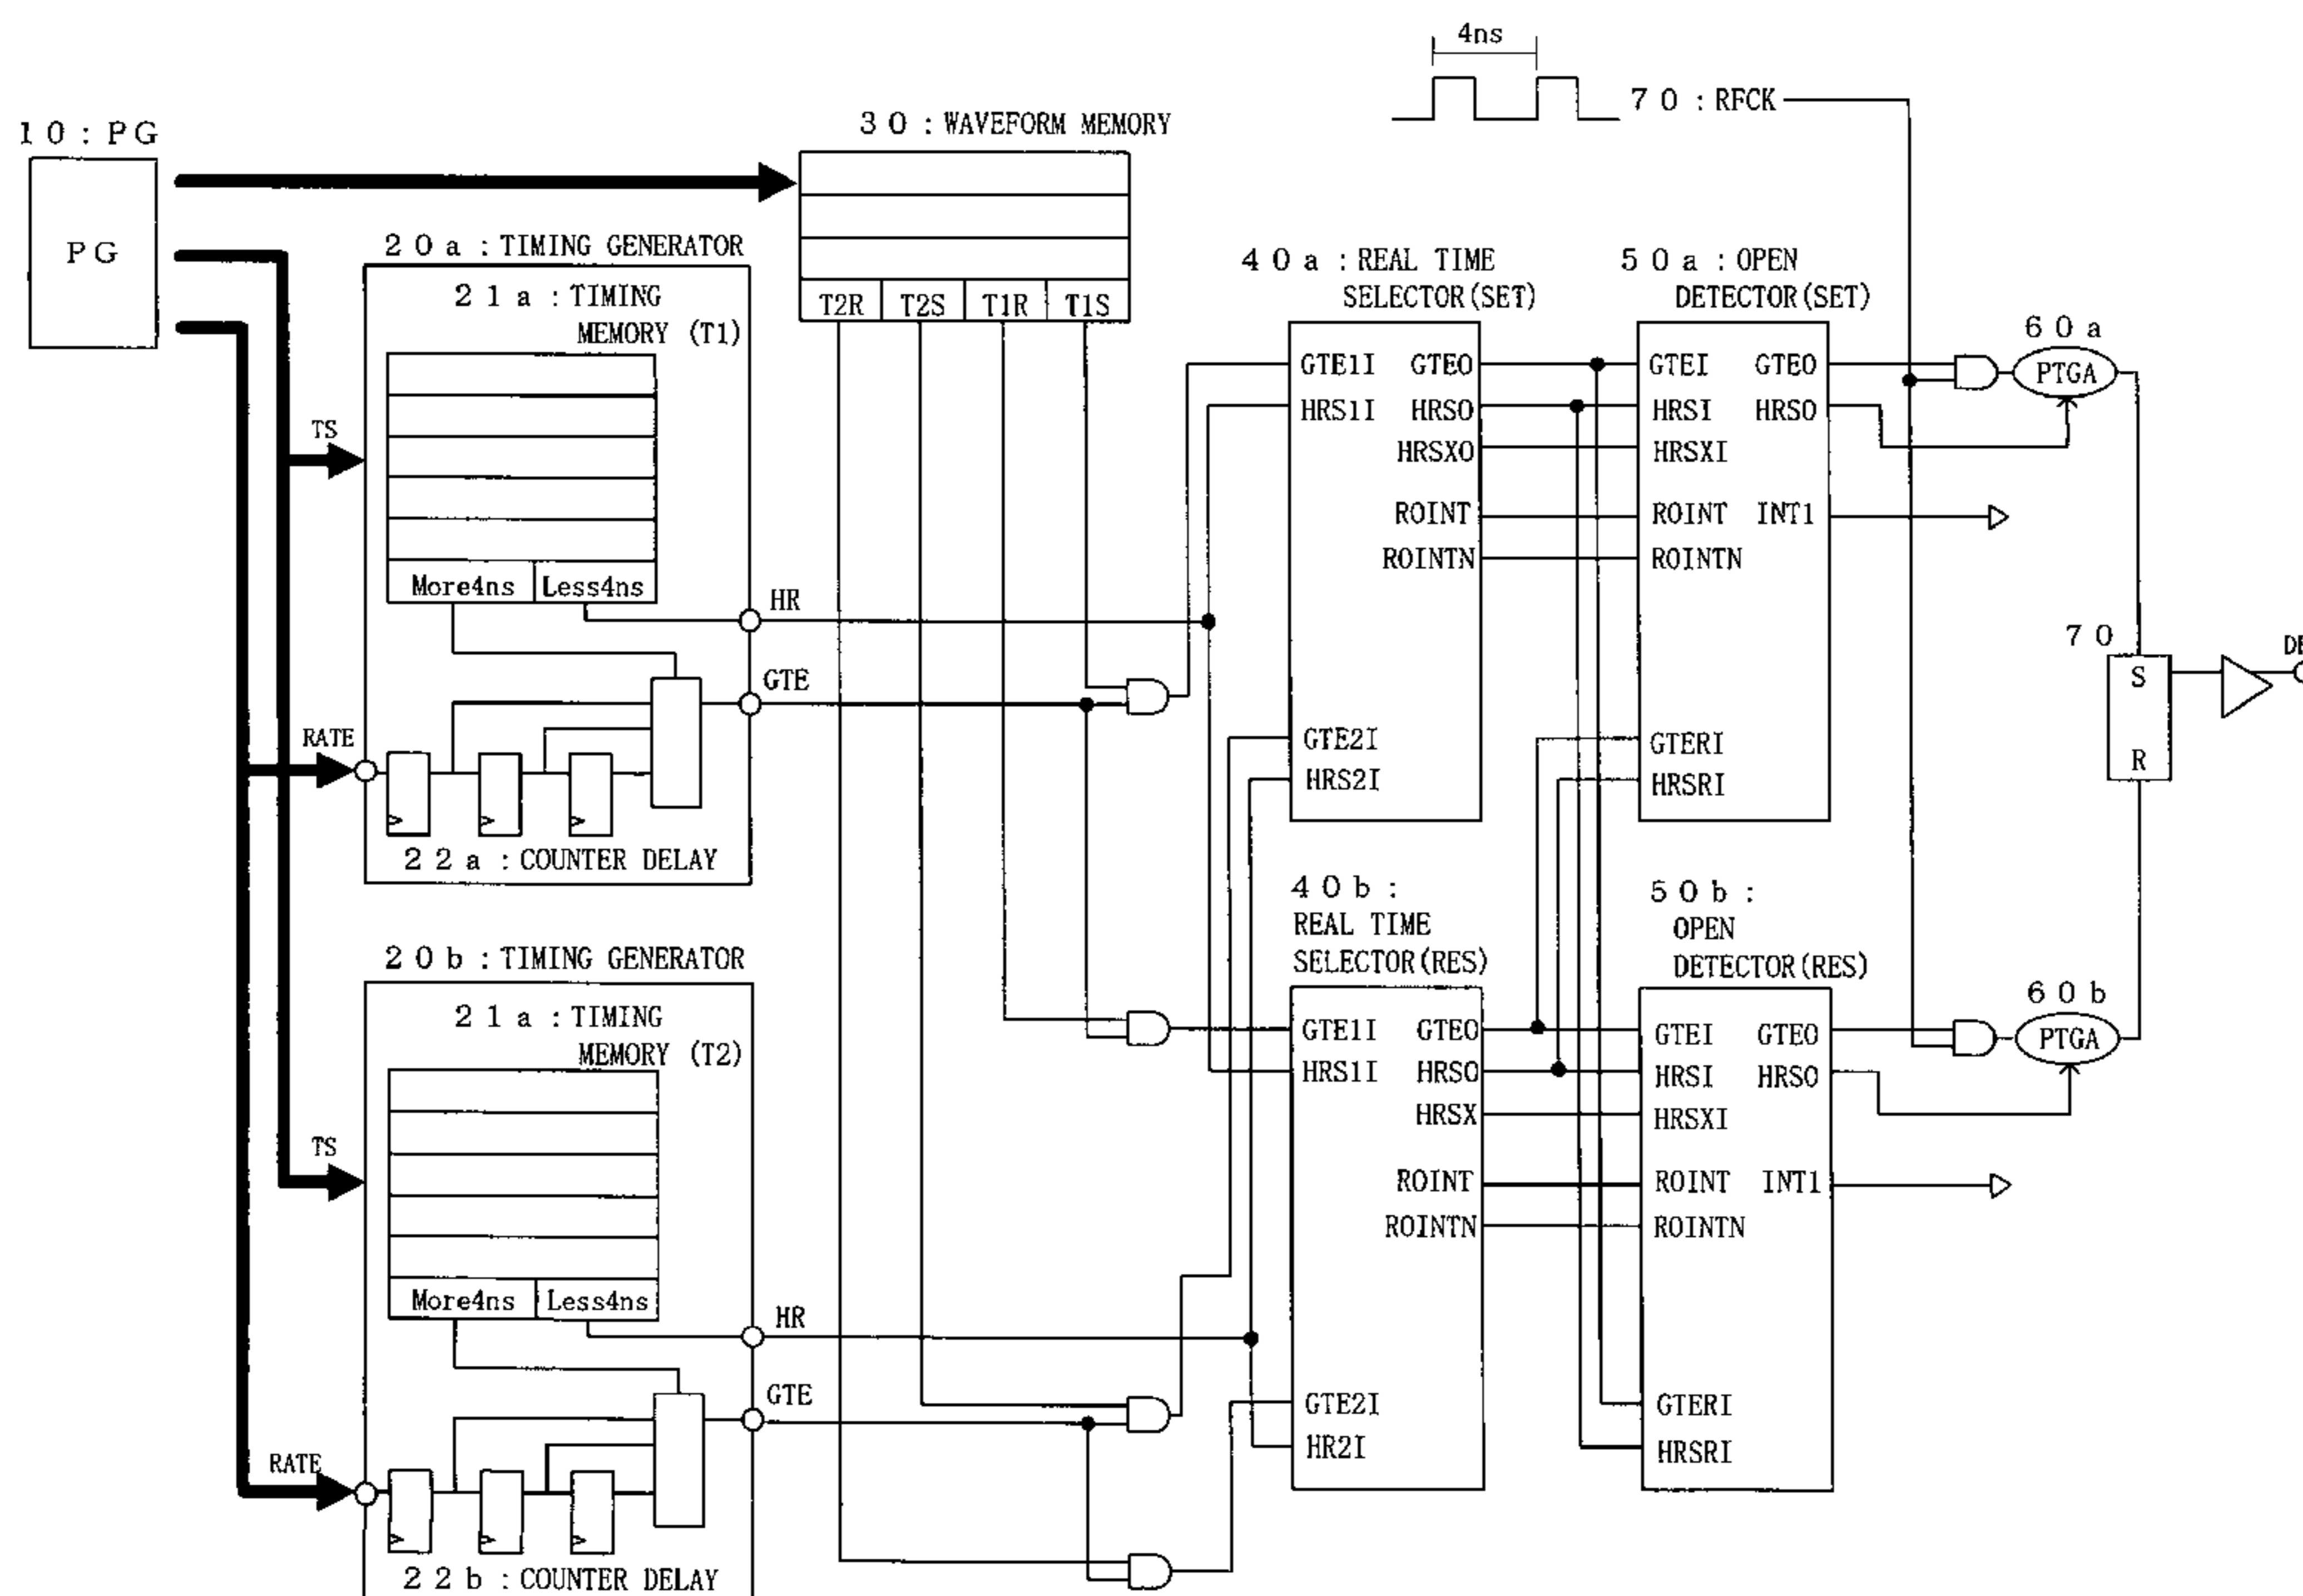 4ns
70 : RFCK
10 : PG
PG
30 : WAVEFORM MEMORY
T2R T2S T1R T1S
20a : TIMING GENERATOR
21a : TIMING
MEMORY (T1)
TS
More4ns Less4ns
HR
GTE
RATE
22a : COUNTER DELAY
40a : REAL TIME
SELECTOR(SET)
GTE1I GTEO
HRS1I HRSO
HRSXO
ROINT
ROINTN
GTE2I
HRS2I
50a : OPEN
DETECTOR(SET)
GTEI GTEO
HRSI HRSO
HRSXI
ROINT INT1
ROINTN
GTERI
HRSRI
60a
PTGA
70
S
R
20b : TIMING GENERATOR
21a : TIMING
MEMORY (T2)
TS
More4ns Less4ns
HR
GTE
RATE
22b : COUNTER DELAY
40b :
REAL TIME
SELECTOR(RES)
GTE1I GTEO
HRS1I HRSO
HRSX
ROINT
ROINTN
GTE2I
HR2I
50b :
OPEN
DETECTOR(RES)
GTEI GTEO
HRSI HRSO
HRSXI
ROINT INT1
ROINTN
GTERI
HRSRI
60b
PTGA